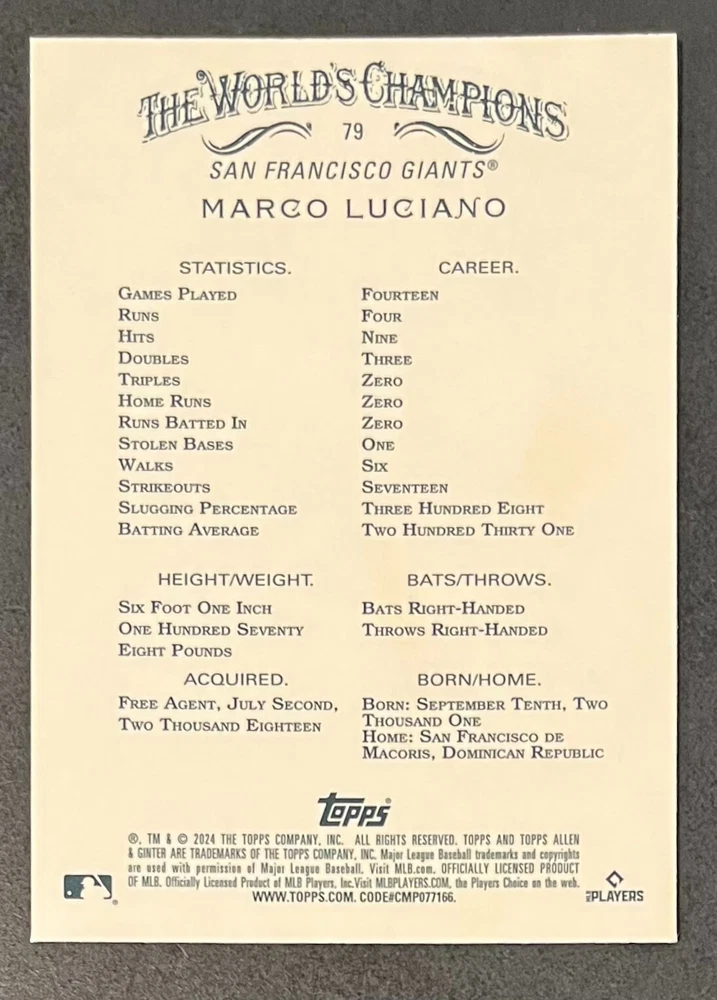 THE WORLD'S CHAMPIONS
79
SAN FRANCISCO GIANTS®
MARCO LUCIANO
STATISTICS. CAREER.
GAMES PLAYED FOURTEEN
RUNS FOUR
HITS NINE
DOUBLES THREE
TRIPLES ZERO
HOME RUNS ZERO
RUNS BATTED IN ZERO
STOLEN BASES ONE
WALKS SIX
STRIKEOUTS SEVENTEEN
SLUGGING PERCENTAGE THREE HUNDRED EIGHT
BATTING AVERAGE TWO HUNDRED THIRTY ONE
HEIGHT/WEIGHT. BATS/THROWS.
SIX FOOT ONE INCH BATS RIGHT-HANDED
ONE HUNDRED SEVENTY THROWS RIGHT-HANDED
EIGHT POUNDS
ACQUIRED. BORN/HOME.
FREE AGENT, JULY SECOND,
TWO THOUSAND EIGHTEEN
BORN: SEPTEMBER TENTH, TWO
THOUSAND ONE
HOME: SAN FRANCISCO DE
MACORIS, DOMINICAN REPUBLIC
TOPPS®
®, TM & © 2024 THE TOPPS COMPANY, INC. ALL RIGHTS RESERVED. TOPPS AND TOPPS ALLEN
& GINTER ARE TRADEMARKS OF THE TOPPS COMPANY, INC. Major League Baseball trademarks and copyrights
are used with permission of Major League Baseball. Visit MLB.com. OFFICIALLY LICENSED PRODUCT
OF MLB. Officially Licensed Product of MLB Players, Inc.Visit MLBPLAYERS.COM, the Players Choice on the web.
WWW.TOPPS.COM. CODE#CMP077166.
MLB PLAYERS